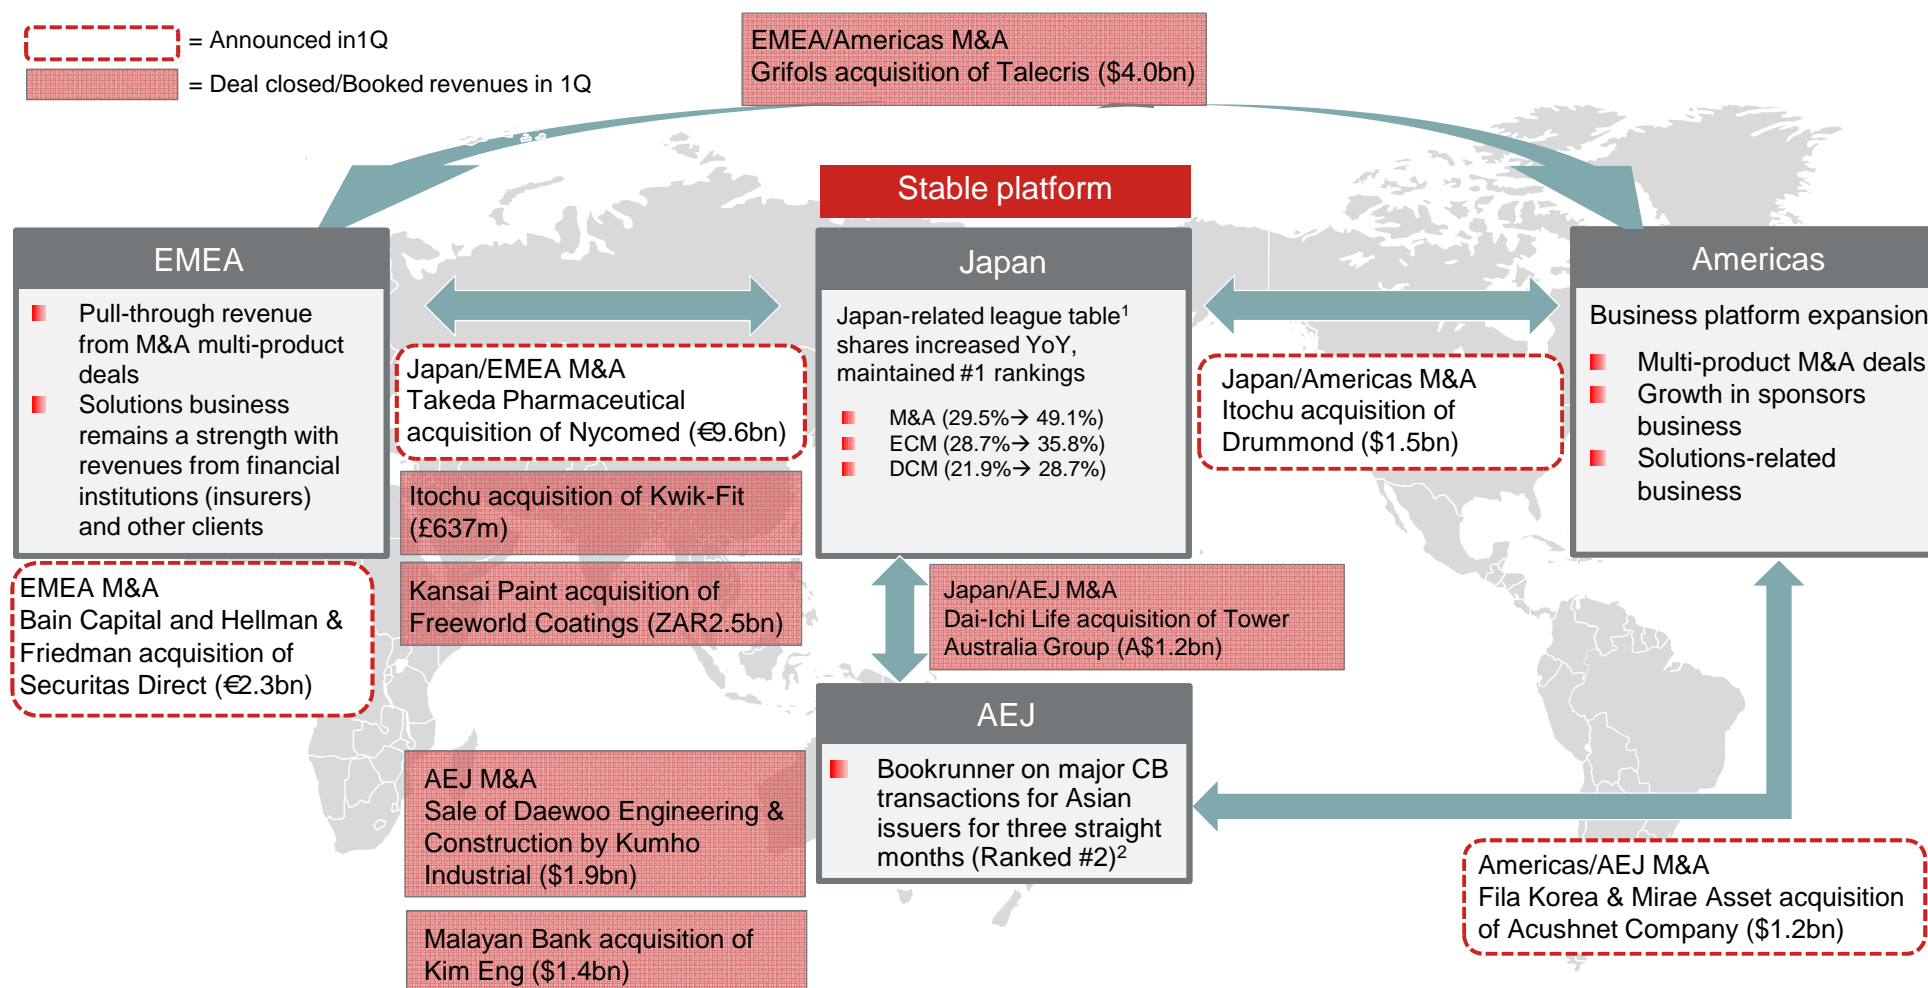 = Announced in1Q
= Deal closed/Booked revenues in 1Q
EMEA/Americas M&A
Grifols acquisition of Talecris ($4.0bn)
Stable platform
EMEA
Pull-through revenue
from M&A multi-product
deals
Solutions business
remains a strength with
revenues from financial
institutions (insurers)
and other clients
EMEA M&A
Bain Capital and Hellman &
Friedman acquisition of
Securitas Direct (€2.3bn)
Japan/EMEA M&A
Takeda Pharmaceutical
acquisition of Nycomed (€9.6bn)
Itochu acquisition of Kwik-Fit
(£637m)
Kansai Paint acquisition of
Freeworld Coatings (ZAR2.5bn)
Japan
Japan-related league table¹
shares increased YoY,
maintained #1 rankings
M&A (29.5%→ 49.1%)
ECM (28.7%→ 35.8%)
DCM (21.9%→ 28.7%)
Japan/Americas M&A
Itochu acquisition of
Drummond ($1.5bn)
Americas
Business platform expansion
Multi-product M&A deals
Growth in sponsors
business
Solutions-related
business
Japan/AEJ M&A
Dai-Ichi Life acquisition of Tower
Australia Group (A$1.2bn)
AEJ
Bookrunner on major CB
transactions for Asian
issuers for three straight
months (Ranked #2)²
AEJ M&A
Sale of Daewoo Engineering &
Construction by Kumho
Industrial ($1.9bn)
Malayan Bank acquisition of
Kim Eng ($1.4bn)
Americas/AEJ M&A
Fila Korea & Mirae Asset acquisition
of Acushnet Company ($1.2bn)